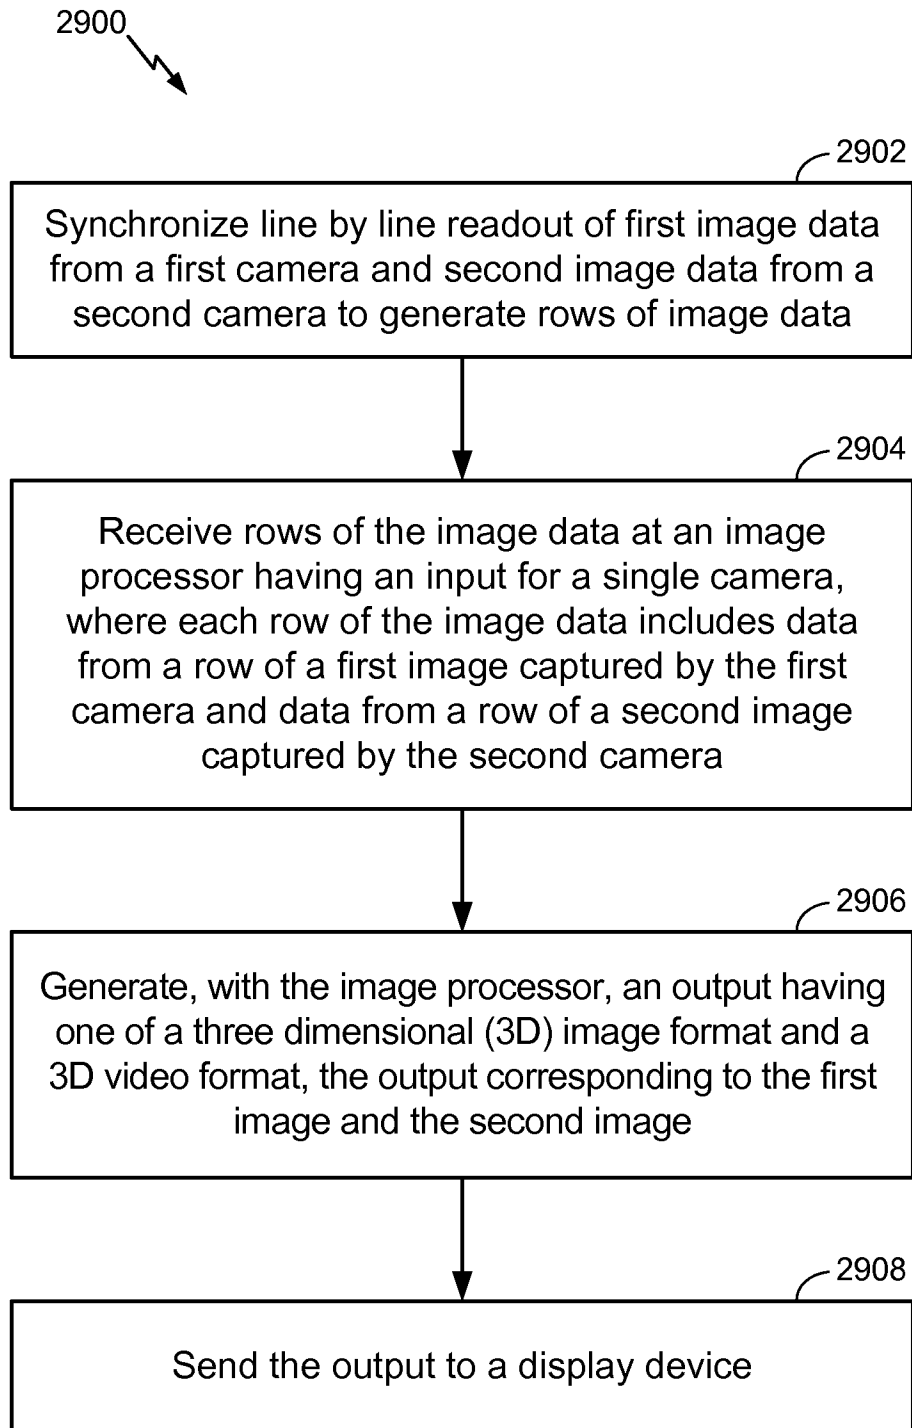 2900
2902
Synchronize line by line readout of first image data
from a first camera and second image data from a
second camera to generate rows of image data
2904
Receive rows of the image data at an image
processor having an input for a single camera,
where each row of the image data includes data
from a row of a first image captured by the first
camera and data from a row of a second image
captured by the second camera
2906
Generate, with the image processor, an output having
one of a three dimensional (3D) image format and a
3D video format, the output corresponding to the first
image and the second image
2908
Send the output to a display device